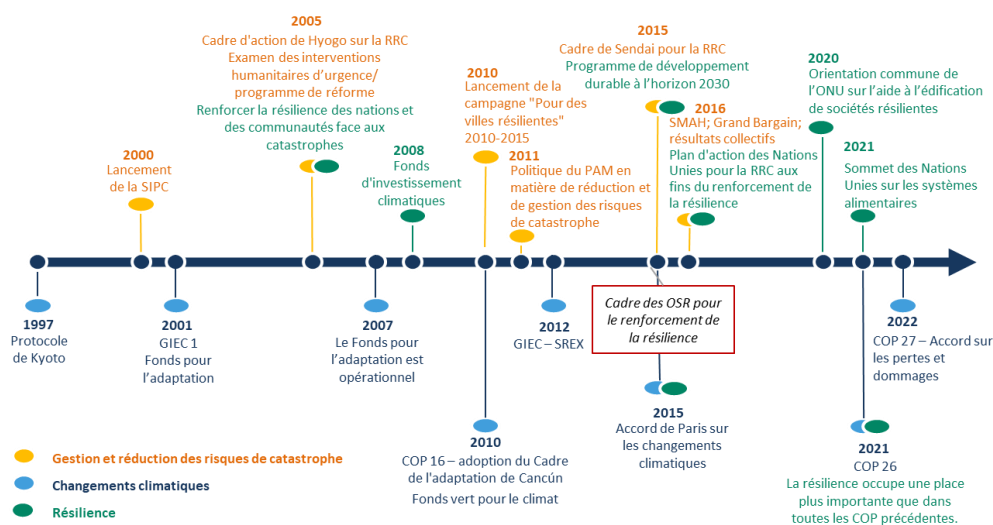 2005
Cadre d'action de Hyogo sur la RRC
Examen des interventions
humanitaires d’urgence/
programme de réforme
Renforcer la résilience des nations et
des communautés face aux
catastrophes
2015
Cadre de Sendai pour la RRC
Programme de développement
durable à l’horizon 2030
2020
Orientation commune de
l’ONU sur l’aide à l’édification
de sociétés résilientes
2010
Lancement de la
campagne "Pour des
villes résilientes"
2010-2015
2016
SMAH; Grand Bargain;
résultats collectifs
Plan d'action des Nations
Unies pour la RRC aux
fins du renforcement de
la résilience
2000
Lancement
de la SIPC
2008
Fonds
d'investissement
climatiques
2011
Politique du PAM en
matière de réduction et
de gestion des risques
de catastrophe
2021
Sommet des Nations
Unies sur les systèmes
alimentaires
1997
Protocole
de Kyoto
2001
GIEC 1
Fonds pour
l’adaptation
2007
Le Fonds pour
l’adaptation est
opérationnel
2012
GIEC – SREX
Cadre des OSR pour
le renforcement de
la résilience
2022
COP 27 – Accord sur
les pertes et
dommages
2010
COP 16 – adoption du Cadre
de l'adaptation de Cancún
Fonds vert pour le climat
2015
Accord de Paris sur
les changements
climatiques
2021
COP 26
La résilience occupe une place
plus importante que dans
toutes les COP précédentes.
Gestion et réduction des risques de catastrophe
Changements climatiques
Résilience